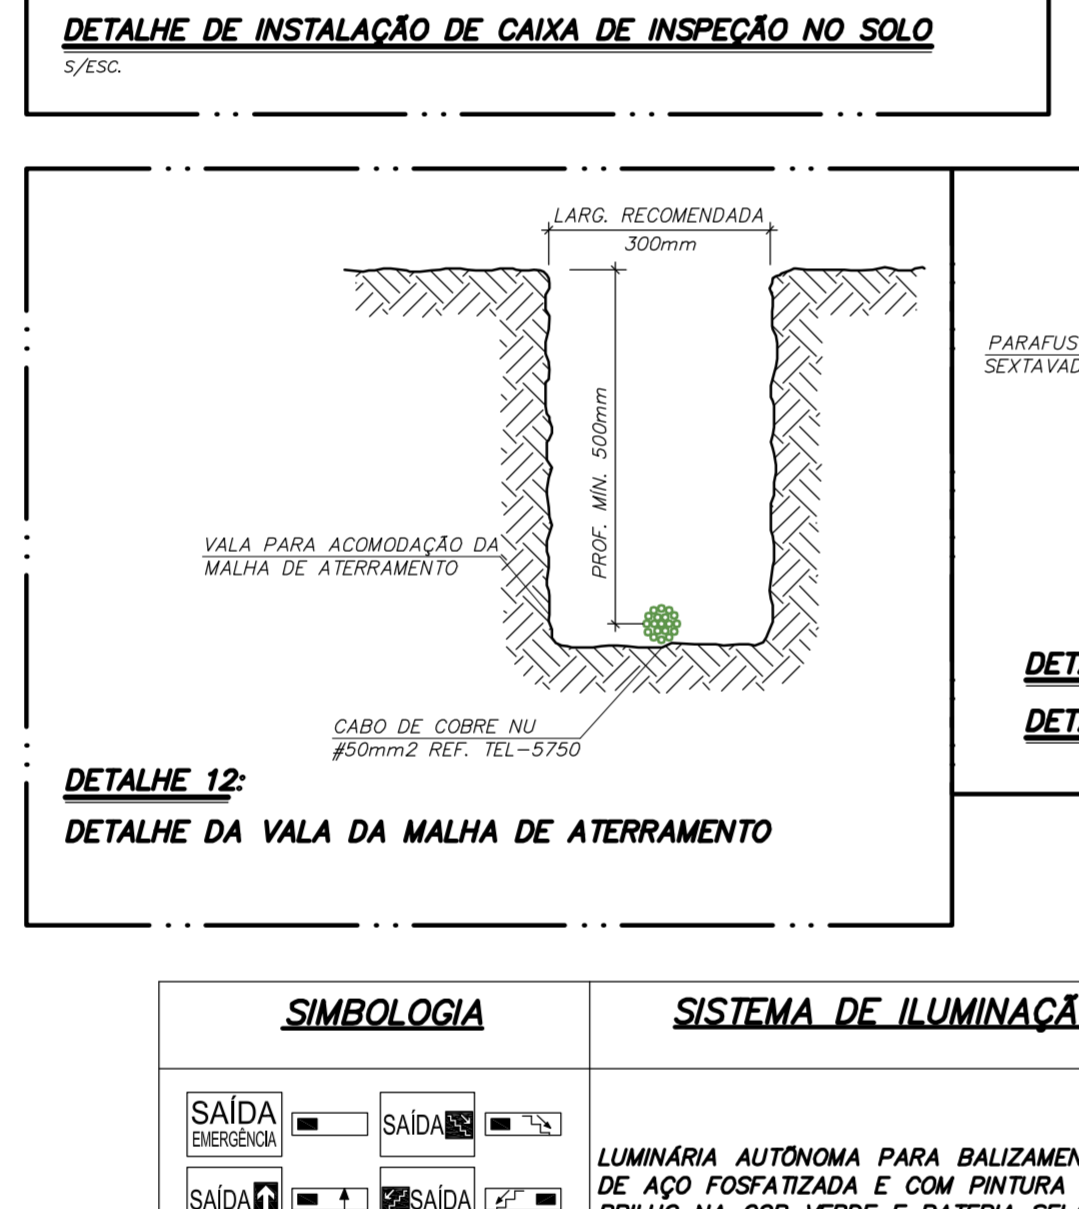 DETALHE DE INSTALAÇÃO DE CAIXA DE INSPEÇÃO NO SOLO
S/ESC.
LARG. RECOMENDADA
300mm
PROF. MÍN. 500mm
VALA PARA ACOMODAÇÃO DA
MALHA DE ATERRAMENTO
CABO DE COBRE NU
#50mm2 REF. TEL-5750
DETALHE 12:
DETALHE DA VALA DA MALHA DE ATERRAMENTO
PARAFUS
SEXTAVAD
DET
DET
SIMBOLOGIA
SISTEMA DE ILUMINAÇÃ
SAÍDA
EMERGÊNCIA
SAÍDA
SAÍDA
SAÍDA
LUMINÁRIA AUTÔNOMA PARA BALIZAMEN
DE AÇO FOSFATIZADA E COM PINTURA